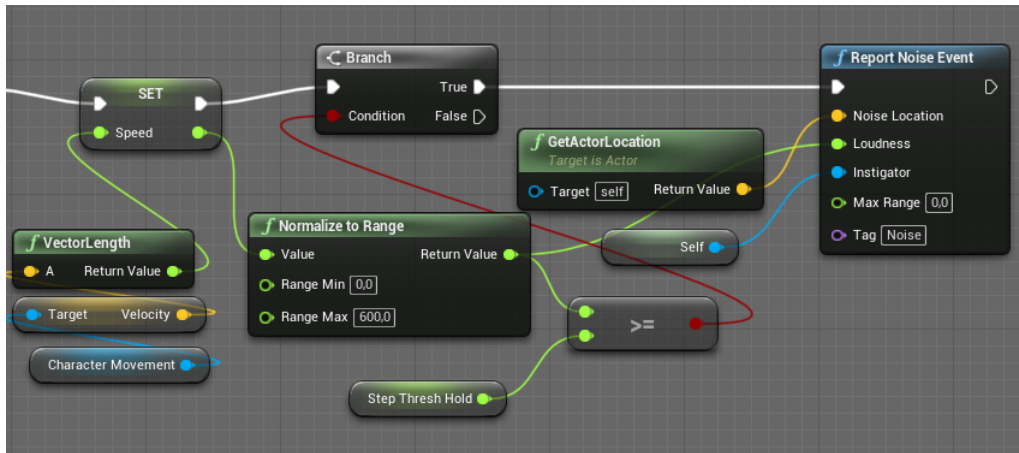 SET
Speed
Branch
True
Condition
False
f Report Noise Event
Noise Location
Loudness
Instigator
Max Range 0,0
Tag Noise
f GetActorLocation
Target is Actor
Target self Return Value
Self
f VectorLength
A Return Value
Target Velocity
Character Movement
f Normalize to Range
Value Return Value
Range Min 0,0
Range Max 600,0
>=
Step Thresh Hold